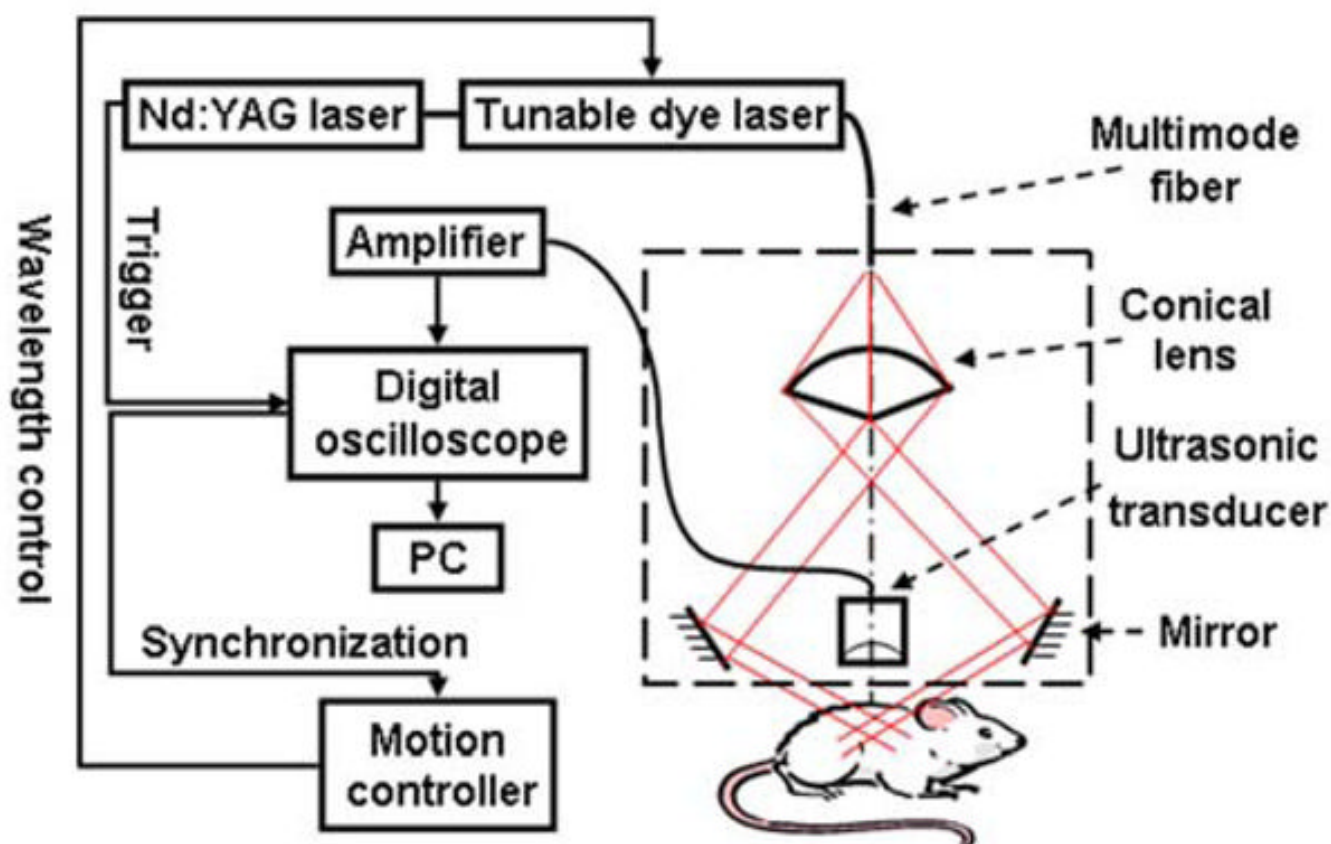 Nd:YAG laser
Tunable dye laser
Multimode
fiber
Trigger
Amplifier
Wavelength control
Conical
lens
Digital
oscilloscope
Ultrasonic
transducer
PC
Synchronization
Mirror
Motion
controller